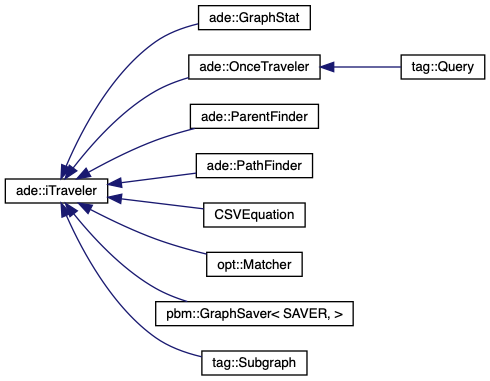 ade::GraphStat
ade::OnceTraveler
tag::Query
ade::ParentFinder
ade::PathFinder
ade::iTraveler
CSVEquation
opt::Matcher
pbm::GraphSaver< SAVER, >
tag::Subgraph